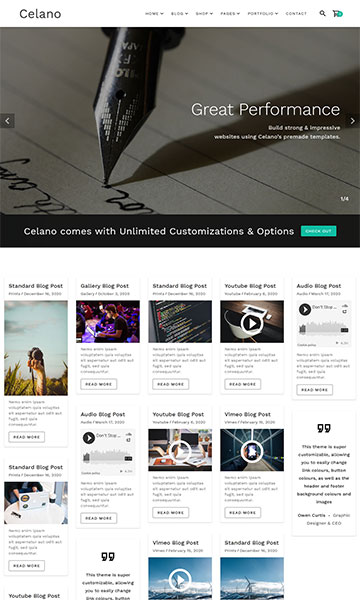 Celano
HOME BLOG SHOP PAGES PORTFOLIO CONTACT
Great Performance
Build strong & impressive
websites using Celano's premade templates.
1/4
Celano comes with Unlimited Customizations & Options CHECK OUT
Standard Blog Post
Prints / December 16, 2020
Nemo enim ipsam
voluptatem quia voluptas
sit aspernatur aut odit aut
fugit, sed quia
consequuntur.
READ MORE
Standard Blog Post
Prints / December 16, 2020
Nemo enim ipsam
voluptatem quia voluptas
sit aspernatur aut odit aut
fugit, sed quia
consequuntur.
READ MORE
Youtube Blog Post
Gallery Blog Post
Prints / October 3, 2020
Nemo enim ipsam
voluptatem quia voluptas
sit aspernatur aut odit aut
fugit, sed quia
consequuntur.
READ MORE
Audio Blog Post
Audio / March 17, 2020
Don't Stop ...
Cookie policy
Nemo enim ipsam
voluptatem quia voluptas
sit aspernatur aut odit aut
fugit, sed quia
consequuntur.
READ MORE
This theme is super
customizable, allowing
you to easily change
link colours, button
Standard Blog Post
Prints / December 16, 2020
Nemo enim ipsam
voluptatem quia voluptas
sit aspernatur aut odit aut
fugit, sed quia
consequuntur.
READ MORE
Youtube Blog Post
Youtube / February 8, 2020
Nemo enim ipsam
voluptatem quia voluptas
sit aspernatur aut odit aut
fugit, sed quia
consequuntur.
READ MORE
Vimeo Blog Post
Vimeo / February 15, 2020
Youtube Blog Post
Youtube / February 8, 2020
Nemo enim ipsam
voluptatem quia voluptas
sit aspernatur aut odit aut
fugit, sed quia
consequuntur.
READ MORE
Vimeo Blog Post
Vimeo / February 15, 2020
Nemo enim ipsam
voluptatem quia voluptas
sit aspernatur aut odit aut
fugit, sed quia
consequuntur.
READ MORE
Standard Blog Post
Prints / December 16, 2020
Audio Blog Post
Audio / March 17, 2020
Don't Stop ...
Cookie policy
Nemo enim ipsam
voluptatem quia voluptas
sit aspernatur aut odit aut
fugit, sed quia
consequuntur.
READ MORE
This theme is super
customizable, allowing
you to easily change
link colours, button
colours, as well as the
header and footer
background colours and
images
Owen Curtis - Graphic
Designer & CEO